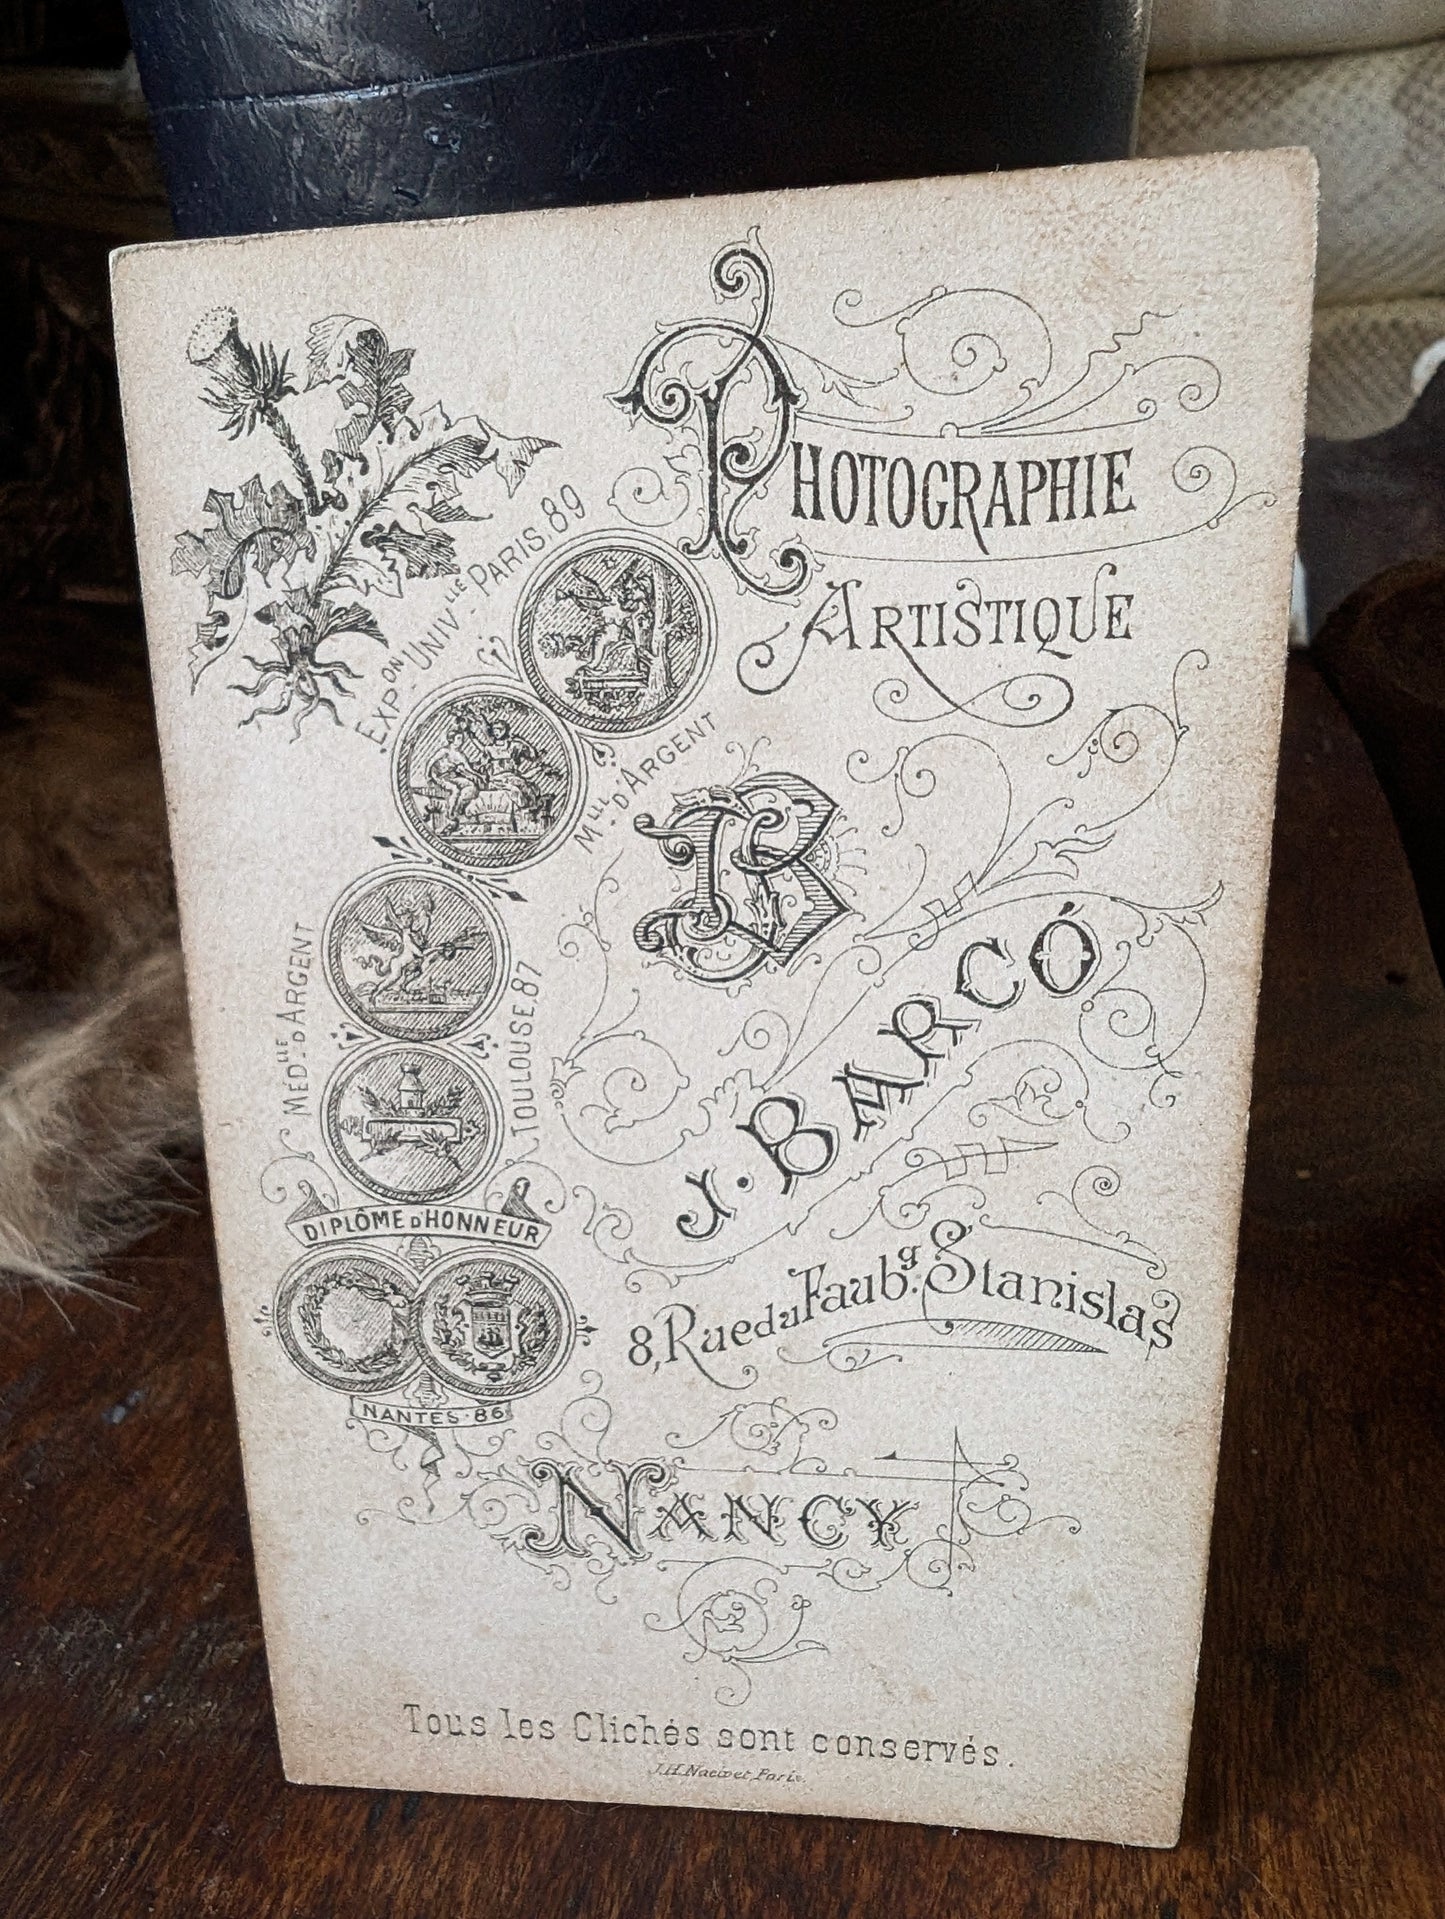 PHOTOGRAPHIE
ARTISTIQUE
EXPON UNIVLLE - PARIS.89
MLLE D'ARGENT
JB
J. BARCÓ
MÉDLLE D'ARGENT
TOULOUSE.87
DIPLÔME D'HONNEUR
NANTES · 86
8, Rue du Faubg. Stanislas
NANCY
Tous les Clichés sont conservés.
J.H. Nacivet, Paris.